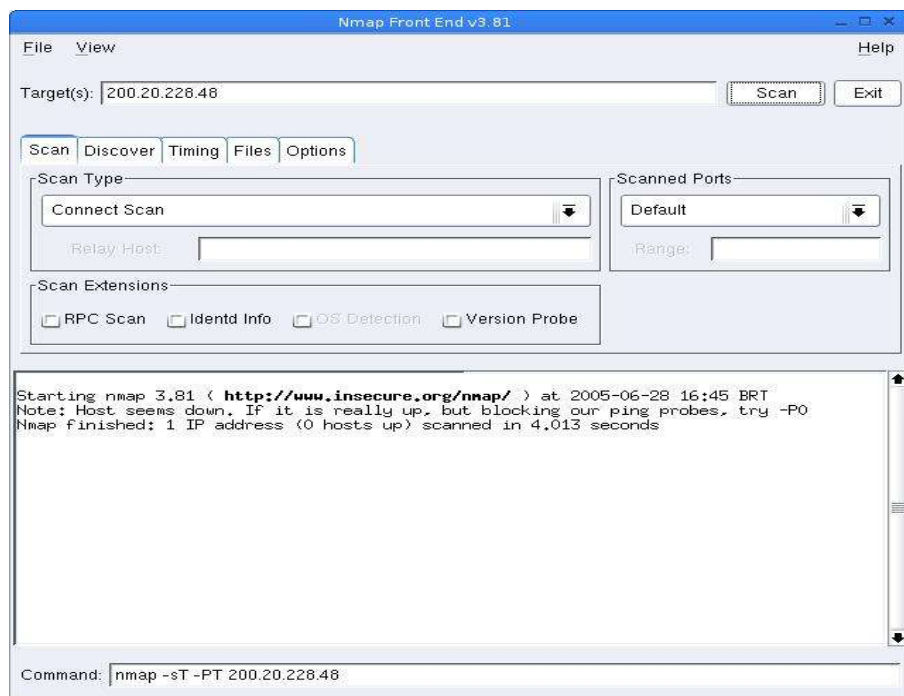 Nmap Front End v3.81
File View Help
Target(s): 200.20.228.48 Scan Exit
Scan Discover Timing Files Options
Scan Type Scanned Ports
Connect Scan Default
Relay Host: Range:
Scan Extensions
RPC Scan Identd Info OS Detection Version Probe
Starting nmap 3.81 ( http://www.insecure.org/nmap/ ) at 2005-06-28 16:45 BRT
Note: Host seems down. If it is really up, but blocking our ping probes, try -P0
Nmap finished: 1 IP address (0 hosts up) scanned in 4.013 seconds
Command: nmap -sT -PT 200.20.228.48